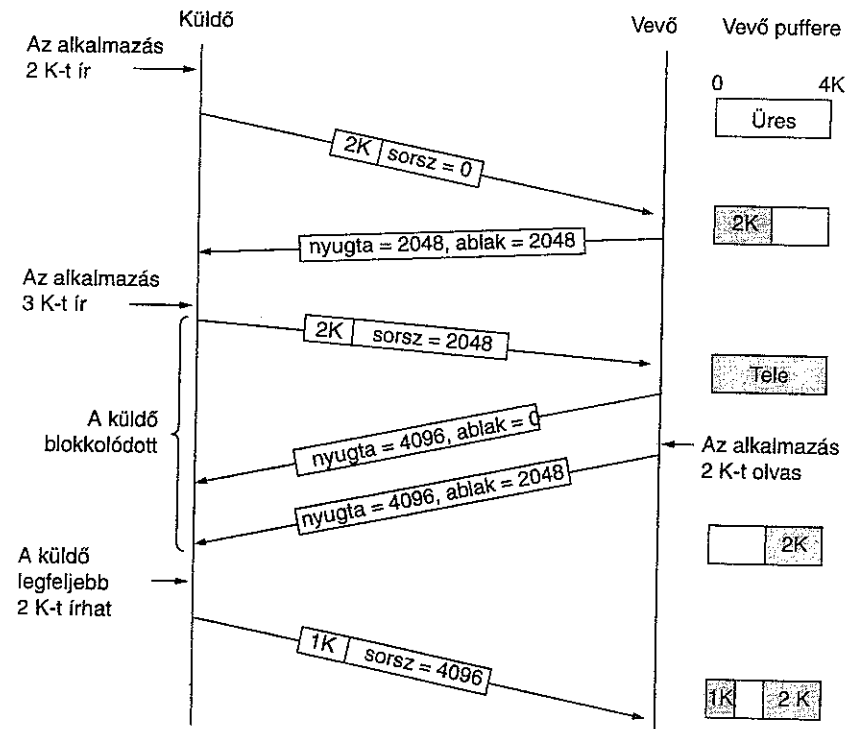 Küldő
Vevő
Vevő puffere
Az alkalmazás
2 K-t ír
0
4K
Üres
2K
sorsz = 0
2K
nyugta = 2048, ablak = 2048
Az alkalmazás
3 K-t ír
2K
sorsz = 2048
Tele
A küldő
blokkolódott
nyugta = 4096, ablak = 0
Az alkalmazás
2 K-t olvas
nyugta = 4096, ablak = 2048
2K
A küldő
legfeljebb
2 K-t írhat
1K
sorsz = 4096
1K
2 K